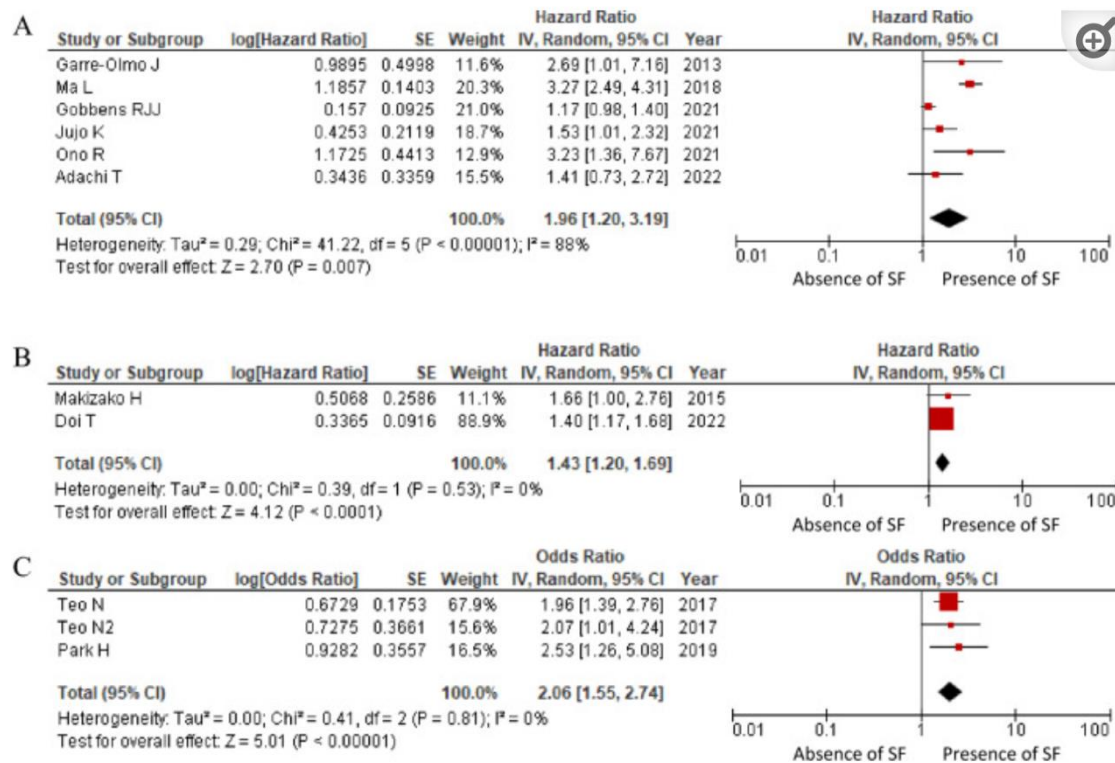 A
Hazard Ratio Hazard Ratio
Study or Subgroup log[Hazard Ratio] SE Weight IV, Random, 95% CI Year IV, Random, 95% CI
Garre-Olmo J 0.9895 0.4998 11.6% 2.69 [1.01, 7.16] 2013
Ma L 1.1857 0.1403 20.3% 3.27 [2.49, 4.31] 2018
Gobbens RJJ 0.157 0.0925 21.0% 1.17 [0.98, 1.40] 2021
Jujo K 0.4253 0.2119 18.7% 1.53 [1.01, 2.32] 2021
Ono R 1.1725 0.4413 12.9% 3.23 [1.36, 7.67] 2021
Adachi T 0.3436 0.3359 15.5% 1.41 [0.73, 2.72] 2022
Total (95% CI) 100.0% 1.96 [1.20, 3.19]
Heterogeneity: Tau² = 0.29; Chi² = 41.22, df = 5 (P < 0.00001); I² = 88%
Test for overall effect: Z = 2.70 (P = 0.007)
0.01 0.1 1 10 100
Absence of SF Presence of SF
B
Hazard Ratio Hazard Ratio
Study or Subgroup log[Hazard Ratio] SE Weight IV, Random, 95% CI Year IV, Random, 95% CI
Makizako H 0.5068 0.2586 11.1% 1.66 [1.00, 2.76] 2015
Doi T 0.3365 0.0916 88.9% 1.40 [1.17, 1.68] 2022
Total (95% CI) 100.0% 1.43 [1.20, 1.69]
Heterogeneity: Tau² = 0.00; Chi² = 0.39, df = 1 (P = 0.53); I² = 0%
Test for overall effect: Z = 4.12 (P < 0.0001)
0.01 0.1 1 10 100
Absence of SF Presence of SF
C
Odds Ratio Odds Ratio
Study or Subgroup log[Odds Ratio] SE Weight IV, Random, 95% CI Year IV, Random, 95% CI
Teo N 0.6729 0.1753 67.9% 1.96 [1.39, 2.76] 2017
Teo N2 0.7275 0.3661 15.6% 2.07 [1.01, 4.24] 2017
Park H 0.9282 0.3557 16.5% 2.53 [1.26, 5.08] 2019
Total (95% CI) 100.0% 2.06 [1.55, 2.74]
Heterogeneity: Tau² = 0.00; Chi² = 0.41, df = 2 (P = 0.81); I² = 0%
Test for overall effect: Z = 5.01 (P < 0.00001)
0.01 0.1 1 10 100
Absence of SF Presence of SF